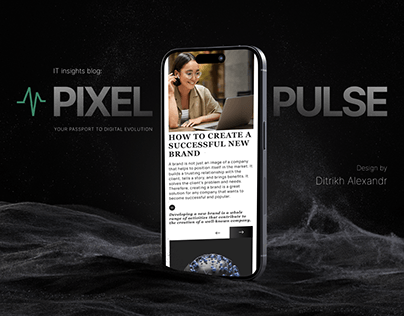 IT insights blog:
PIXEL PULSE
YOUR PASSPORT TO DIGITAL EVOLUTION
HOW TO CREATE A
SUCCESSFUL NEW
BRAND
A brand is not just an image of a company
that helps to position itself in the market. It
builds a trusting relationship with the
client, tells a story, and brings benefits. It
solves the client's problem and needs.
Therefore, creating a brand is a great
solution for any company that wants to
become successful and popular
Developing a new brand is a whole
range of activities that contribute to
the creation of a well-known company.
Design by
Ditrikh Alexandr